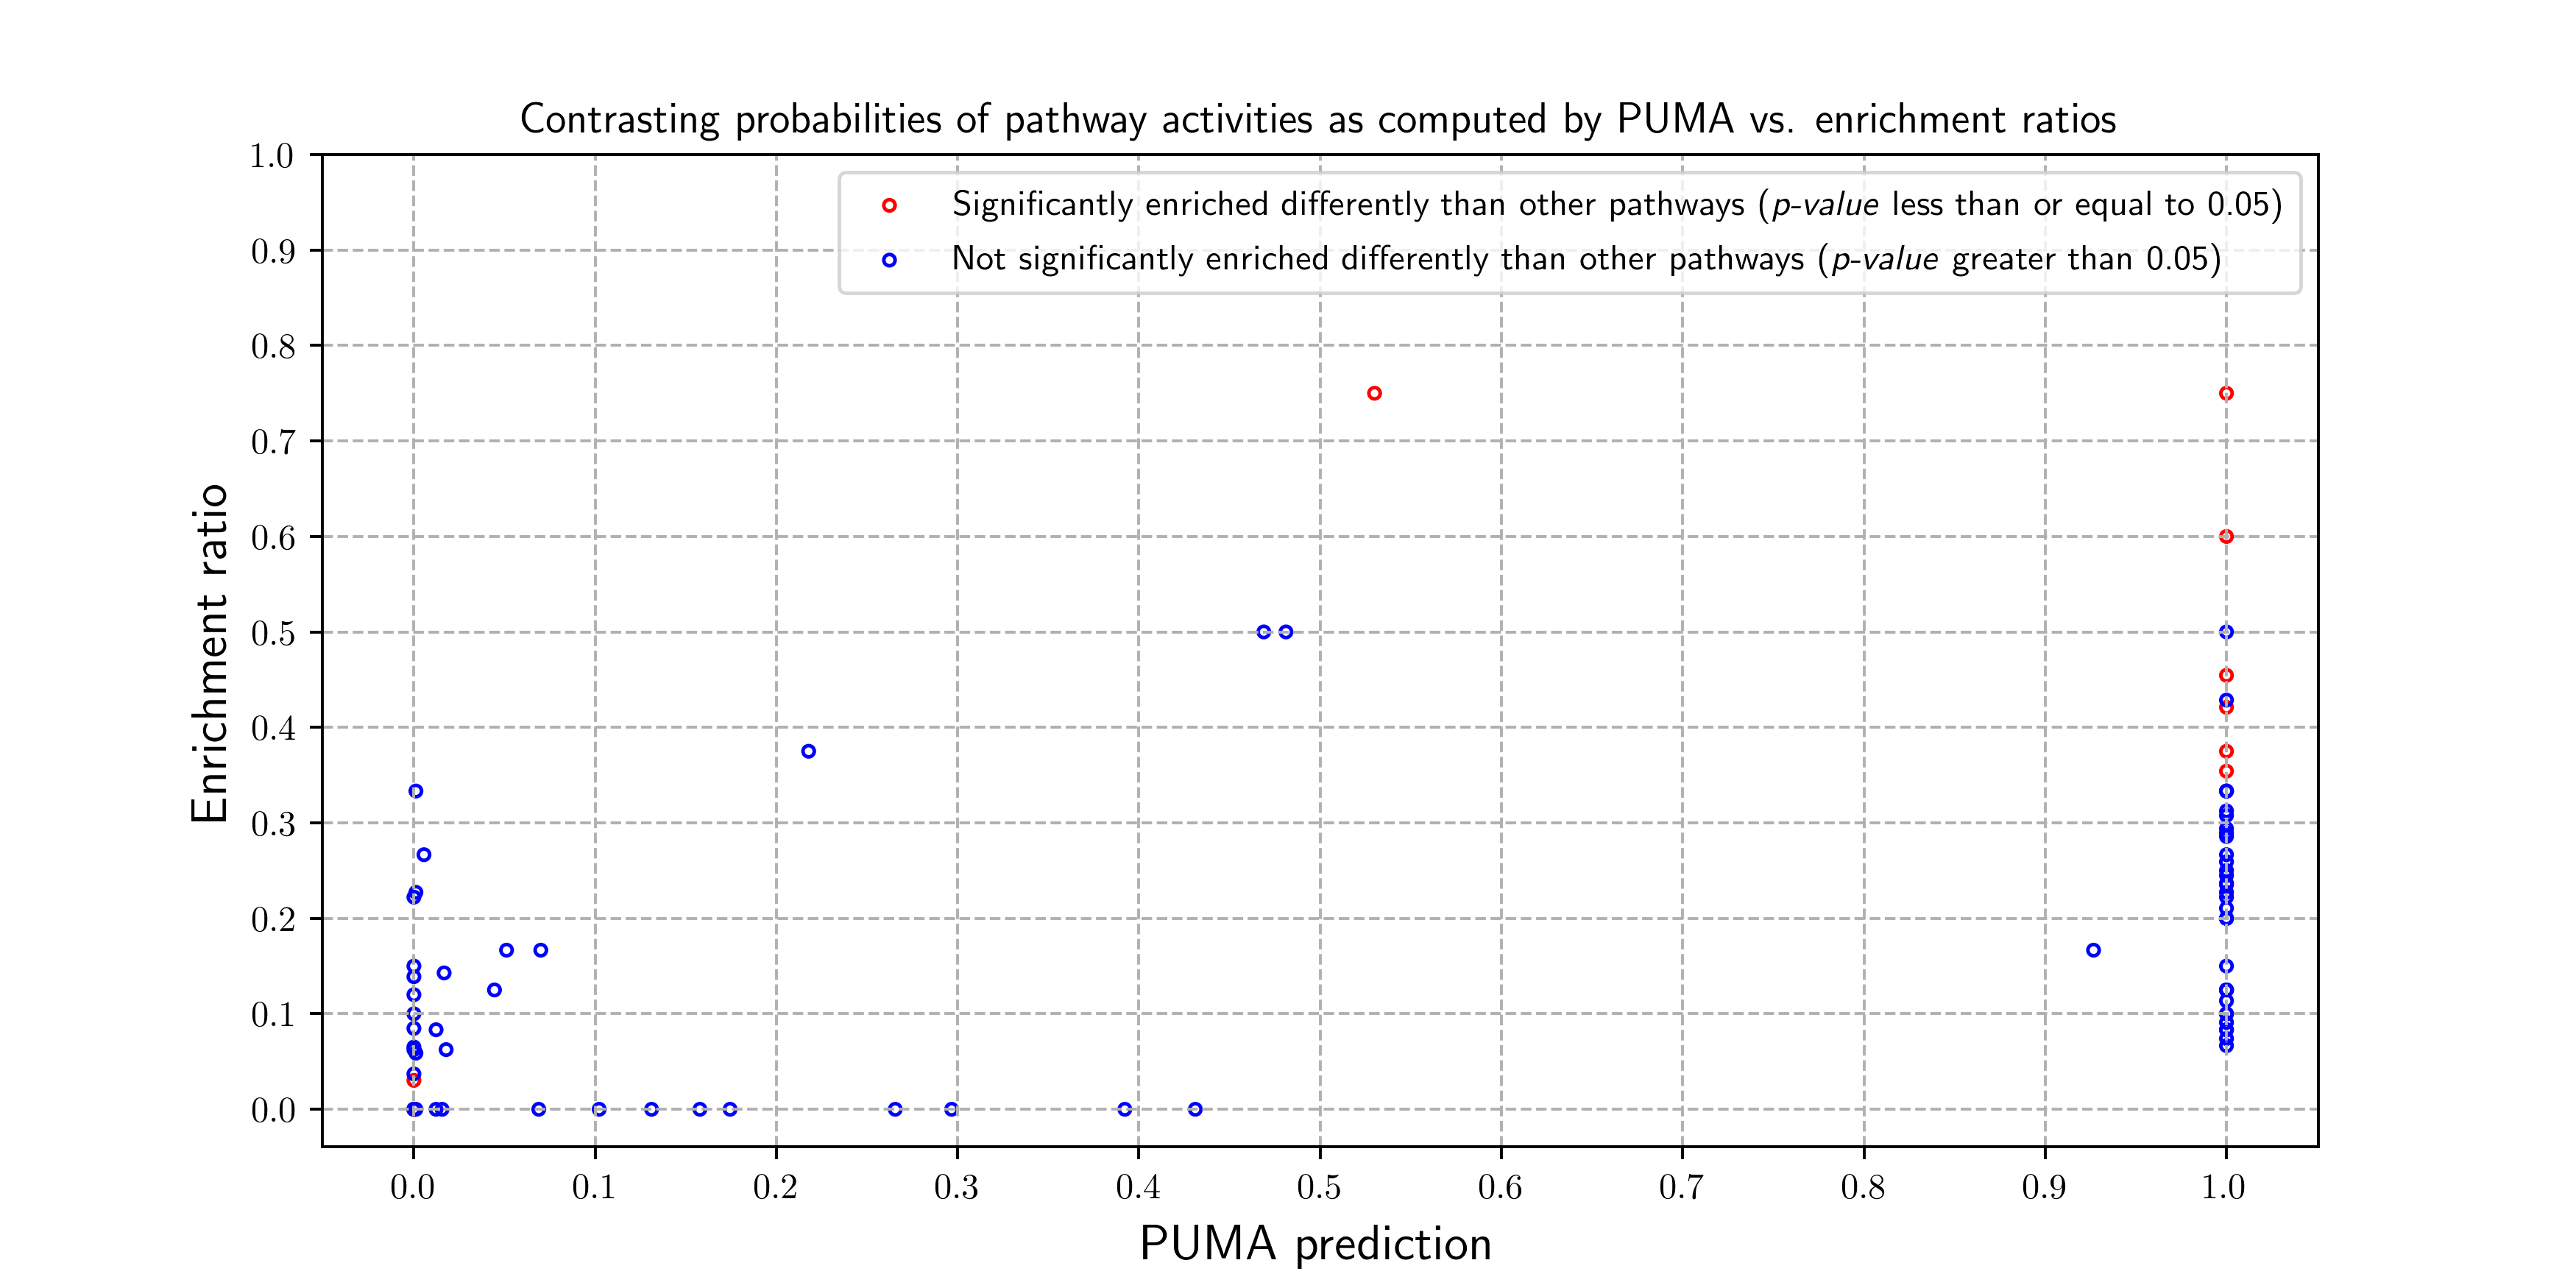 Contrasting probabilities of pathway activities as computed by PUMA vs. enrichment ratios
Significantly enriched differently than other pathways (p-value less than or equal to 0.05)
Not significantly enriched differently than other pathways (p-value greater than 0.05)
Enrichment ratio
1.0
0.9
0.8
0.7
0.6
0.5
0.4
0.3
0.2
0.1
0.0
0.0 0.1 0.2 0.3 0.4 0.5 0.6 0.7 0.8 0.9 1.0
PUMA prediction